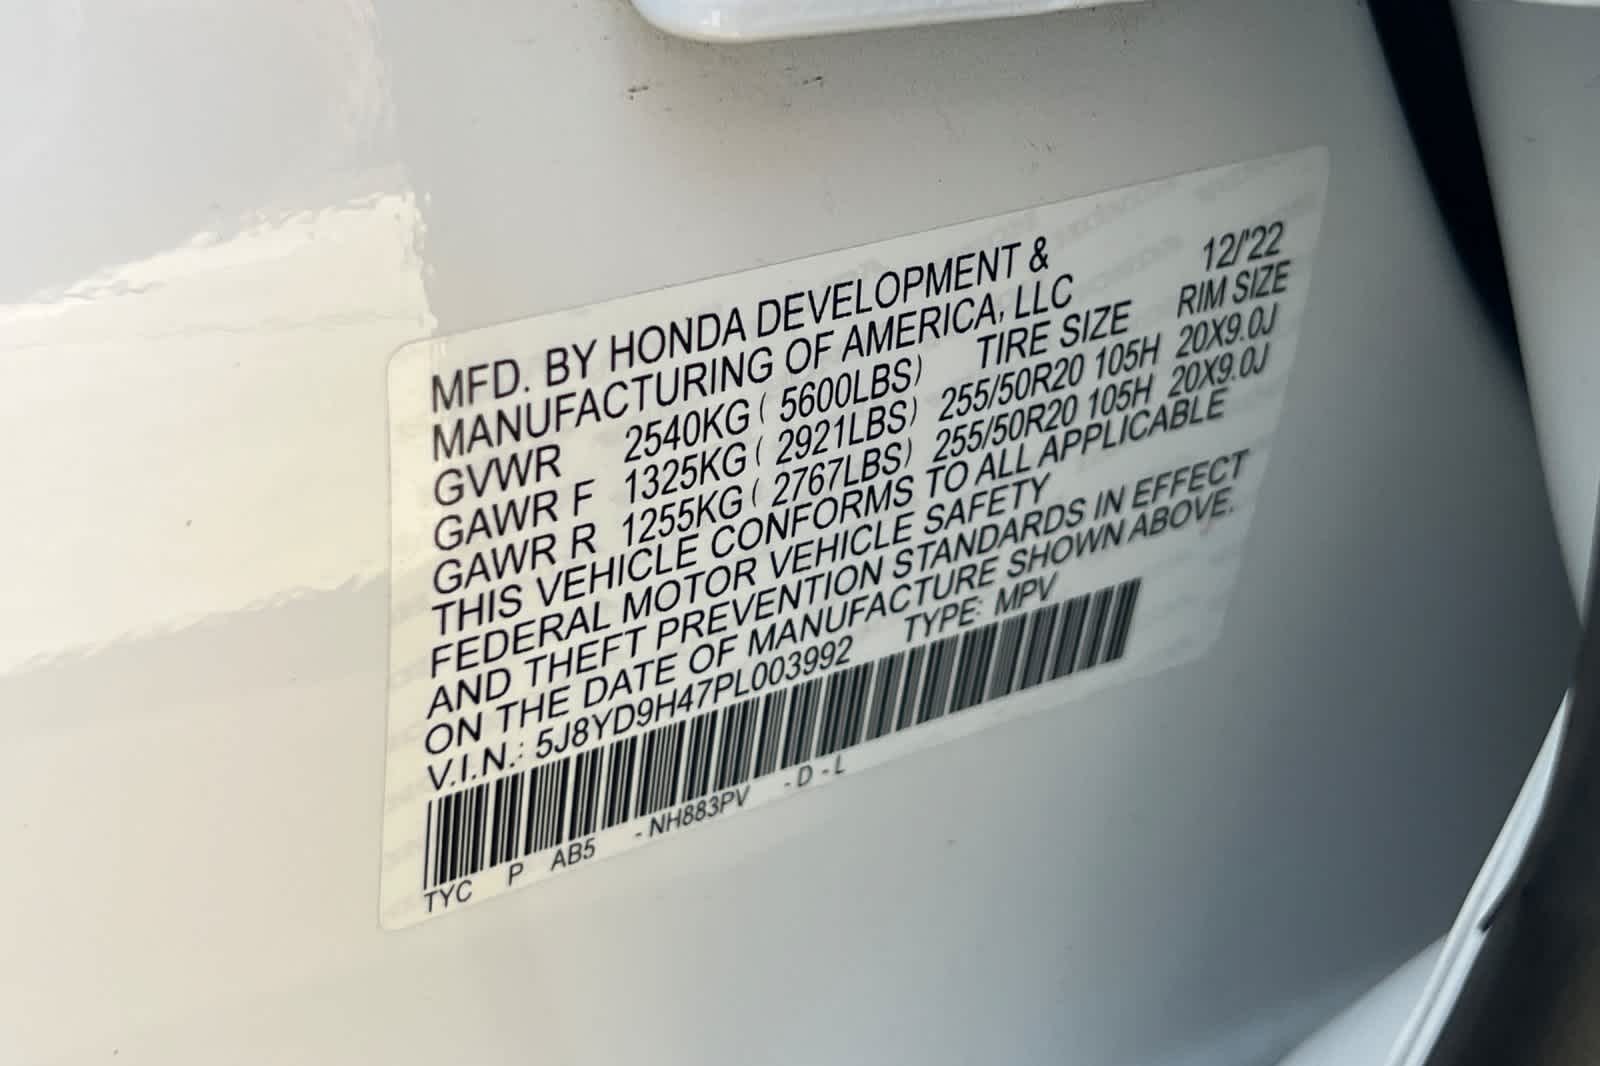 MFD. BY HONDA DEVELOPMENT & 12/'22
MANUFACTURING OF AMERICA, LLC
TIRE SIZE RIM SIZE
GVWR 2540KG ( 5600LBS)
GAWR F 1325KG ( 2921LBS) 255/50R20 105H 20X9.0J
GAWR R 1255KG ( 2767LBS) 255/50R20 105H 20X9.0J
THIS VEHICLE CONFORMS TO ALL APPLICABLE
FEDERAL MOTOR VEHICLE SAFETY
AND THEFT PREVENTION STANDARDS IN EFFECT
ON THE DATE OF MANUFACTURE SHOWN ABOVE.
V.I.N.: 5J8YD9H47PL003992 TYPE: MPV
TYC P AB5 -NH883PV -D-L